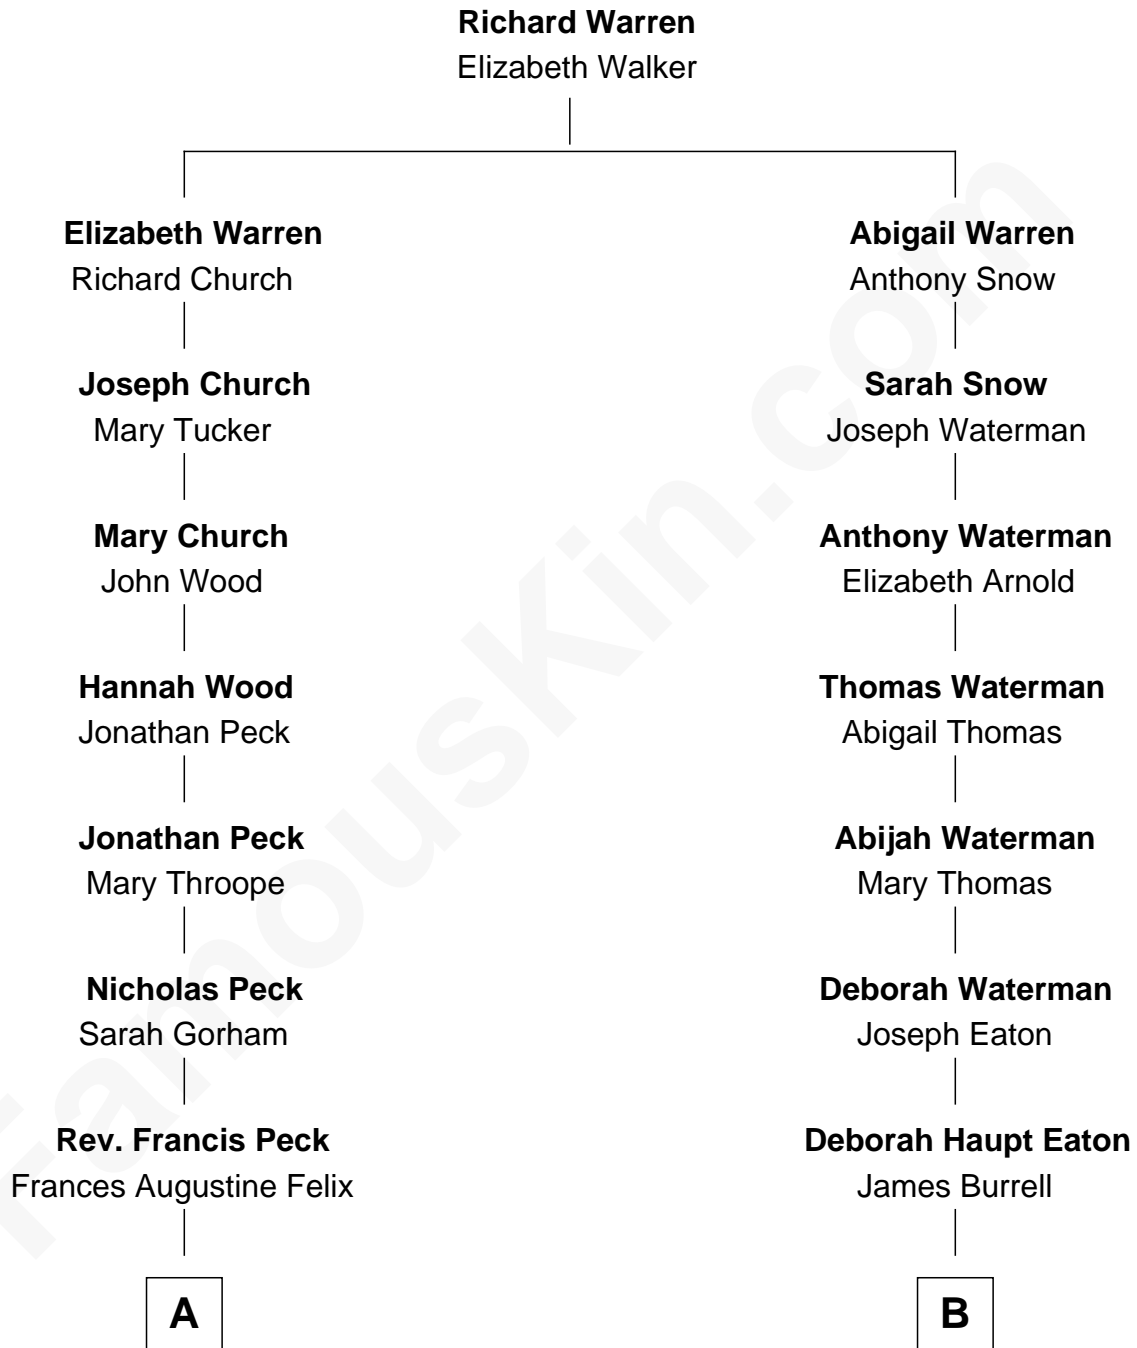 Richard Warren
Elizabeth Walker
Elizabeth Warren
Richard Church
Joseph Church
Mary Tucker
Mary Church
John Wood
Hannah Wood
Jonathan Peck
Jonathan Peck
Mary Throope
Nicholas Peck
Sarah Gorham
Rev. Francis Peck
Frances Augustine Felix
A
Abigail Warren
Anthony Snow
Sarah Snow
Joseph Waterman
Anthony Waterman
Elizabeth Arnold
Thomas Waterman
Abigail Thomas
Abijah Waterman
Mary Thomas
Deborah Waterman
Joseph Eaton
Deborah Haupt Eaton
James Burrell
B
FamousKin.com